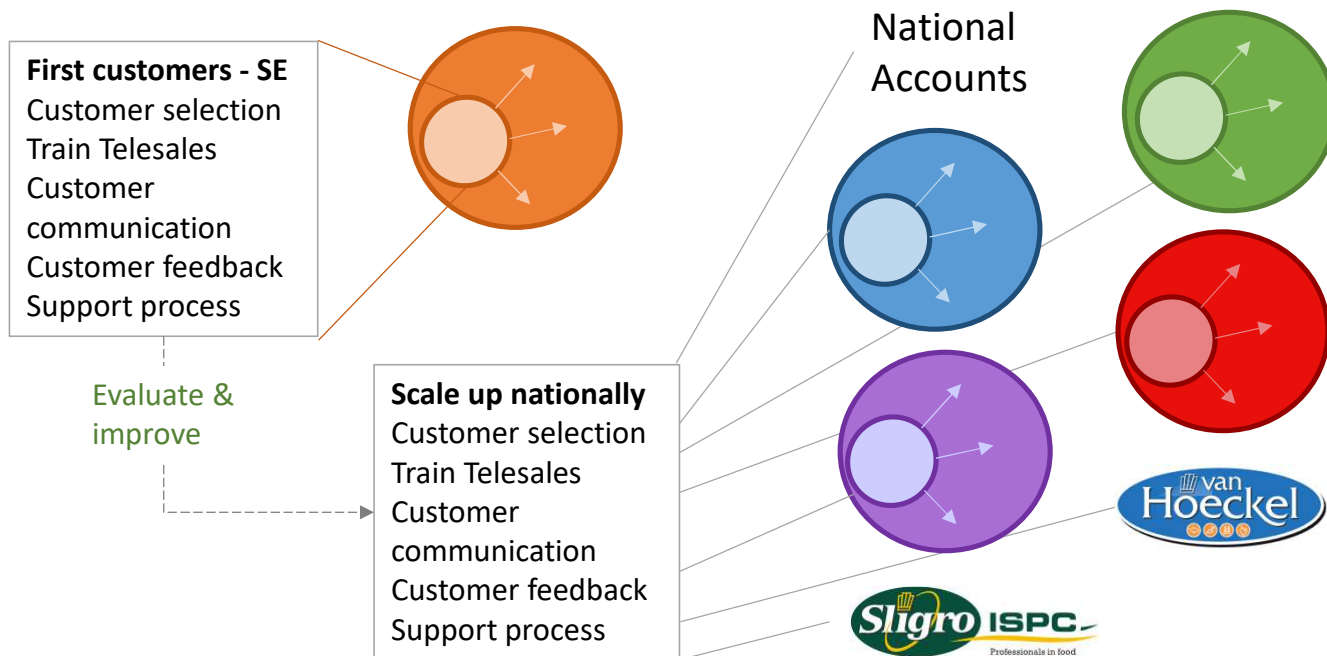 First customers - SE
Customer selection
Train Telesales
Customer
communication
Customer feedback
Support process
Evaluate &
improve
Scale up nationally
Customer selection
Train Telesales
Customer
communication
Customer feedback
Support process
National
Accounts
van
Hoeckel
Sligro ISPC
Professionals in food